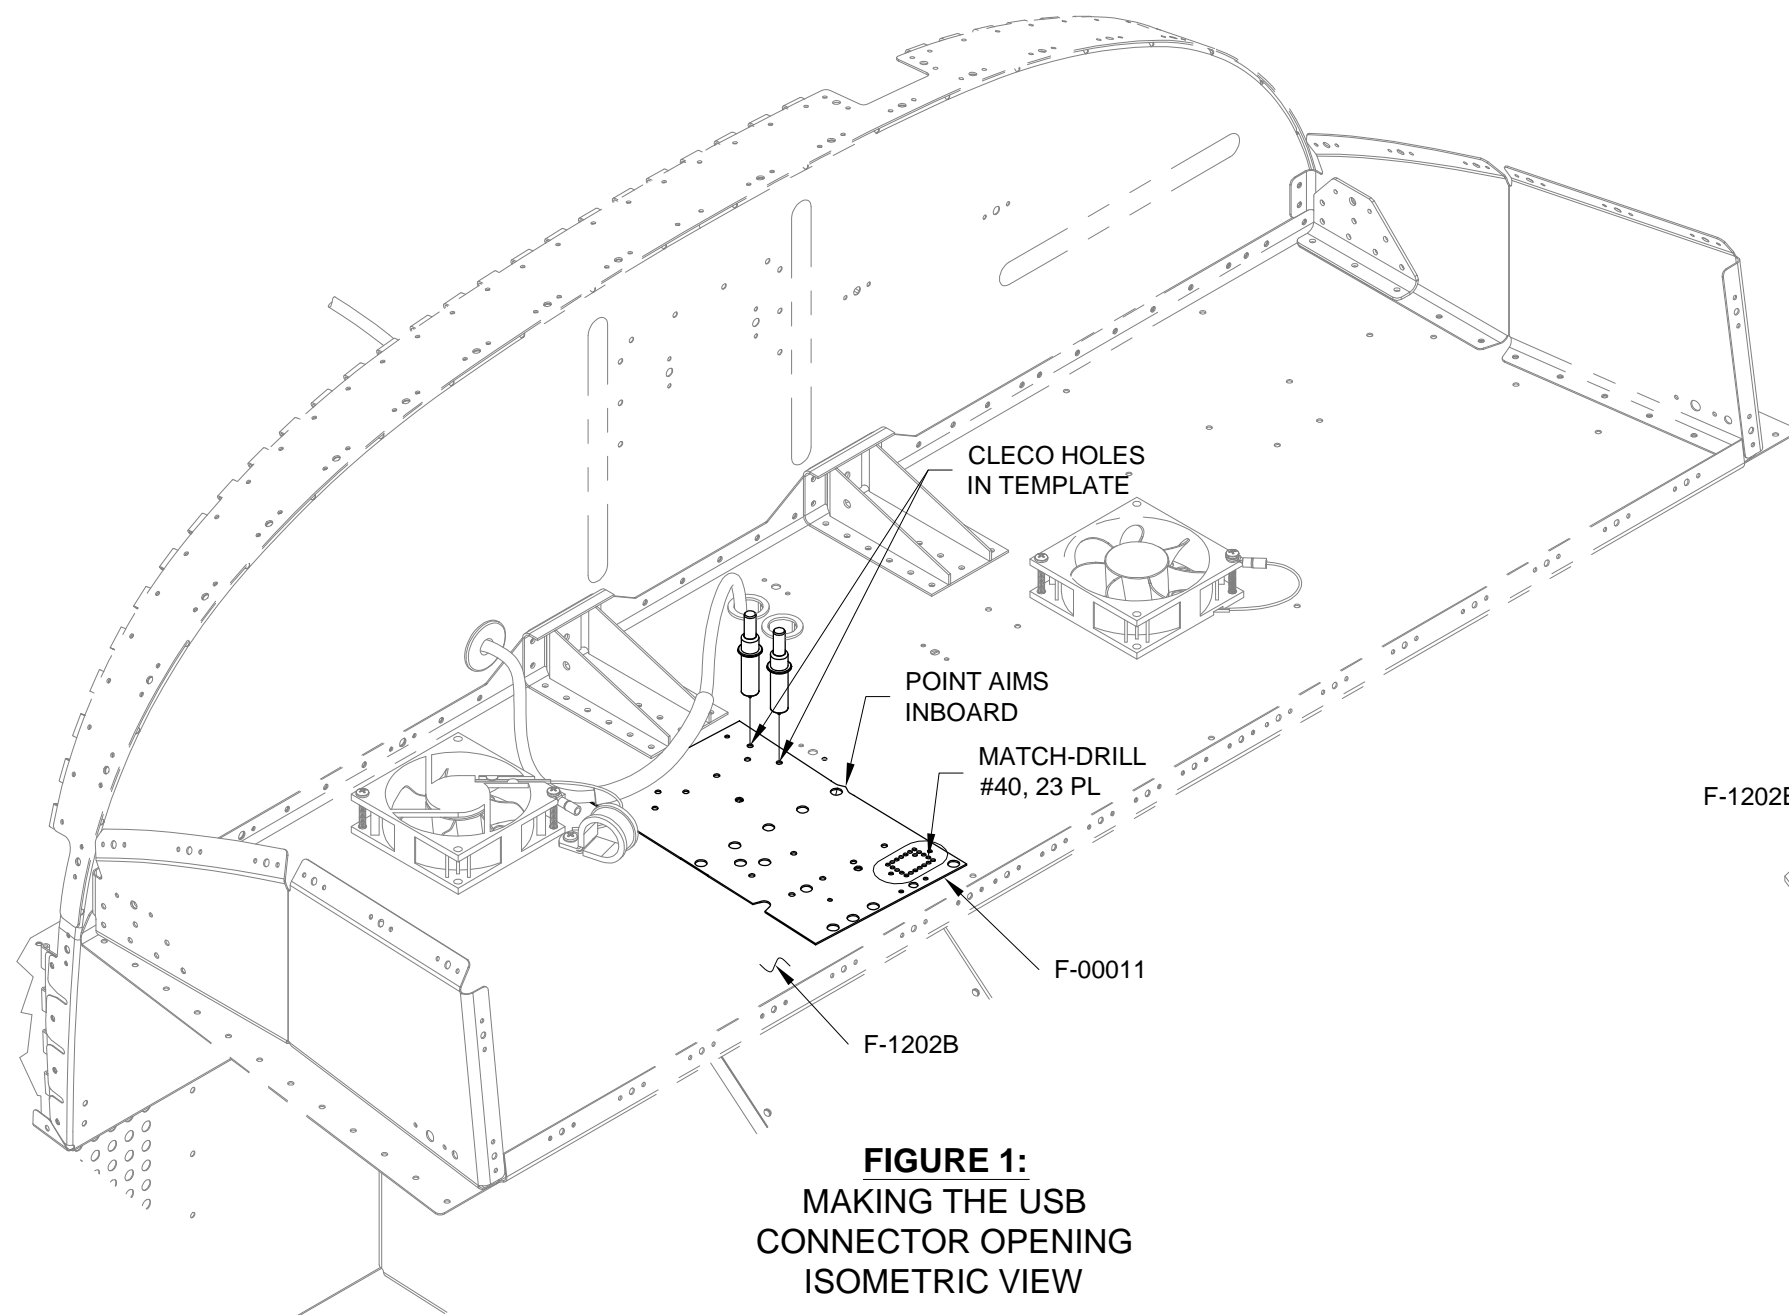 CLECO HOLES
IN TEMPLATE
POINT AIMS
INBOARD
MATCH-DRILL
#40, 23 PL
F-1202B
F-00011
F-1202B
FIGURE 1:
MAKING THE USB
CONNECTOR OPENING
ISOMETRIC VIEW